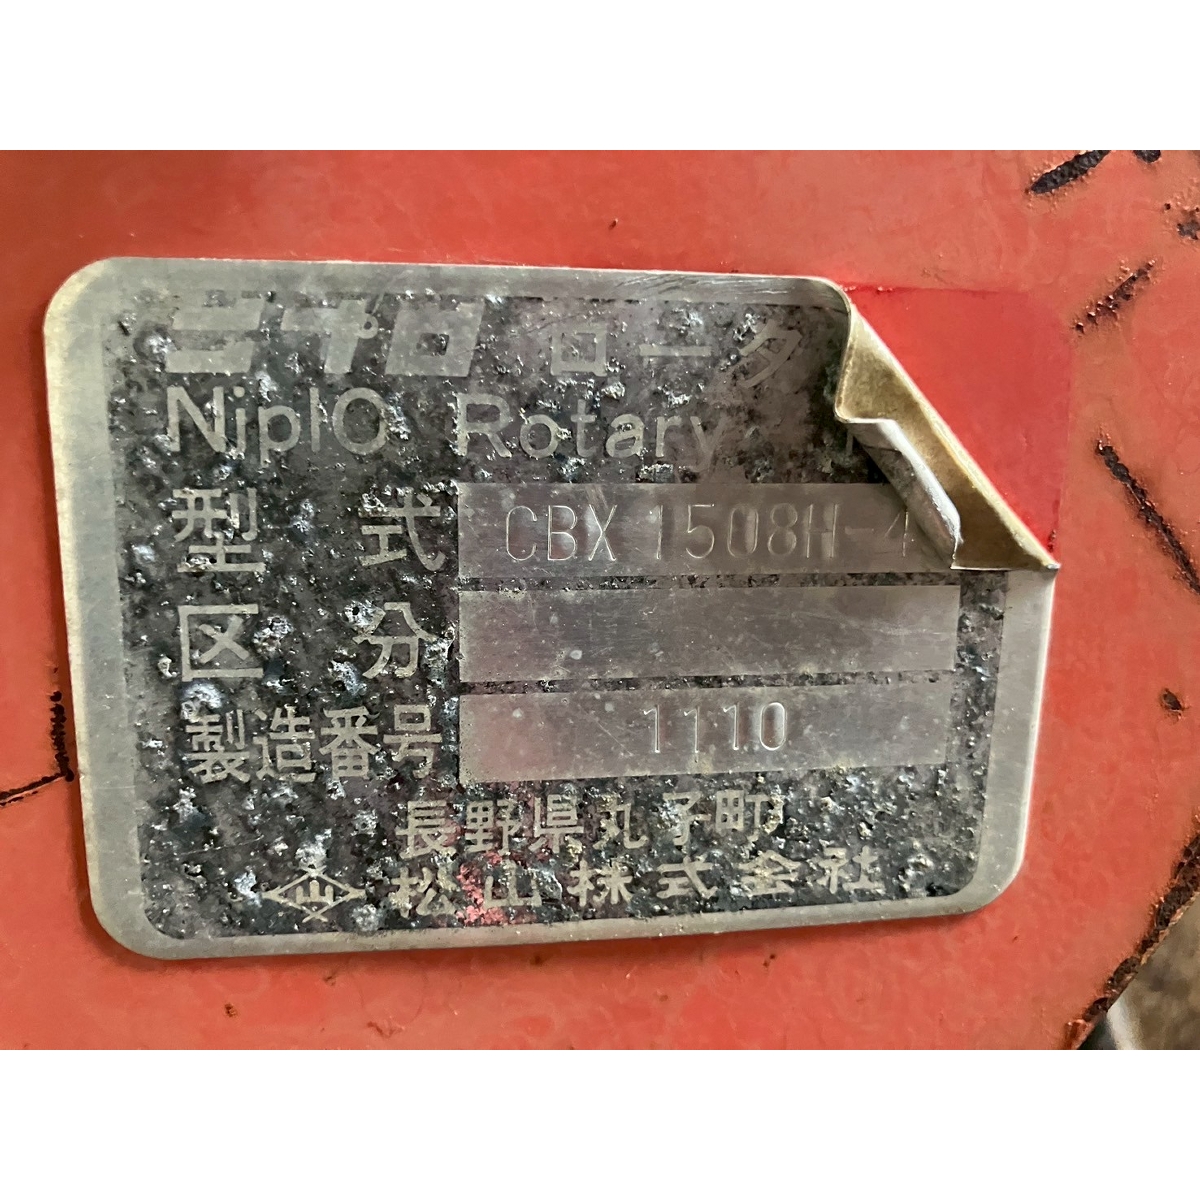 ニプロ ロータ
NiplO Rotary
型 式 CBX 1508H-4
区 分
製造番号 1110
長野県丸子町
松山株式会社